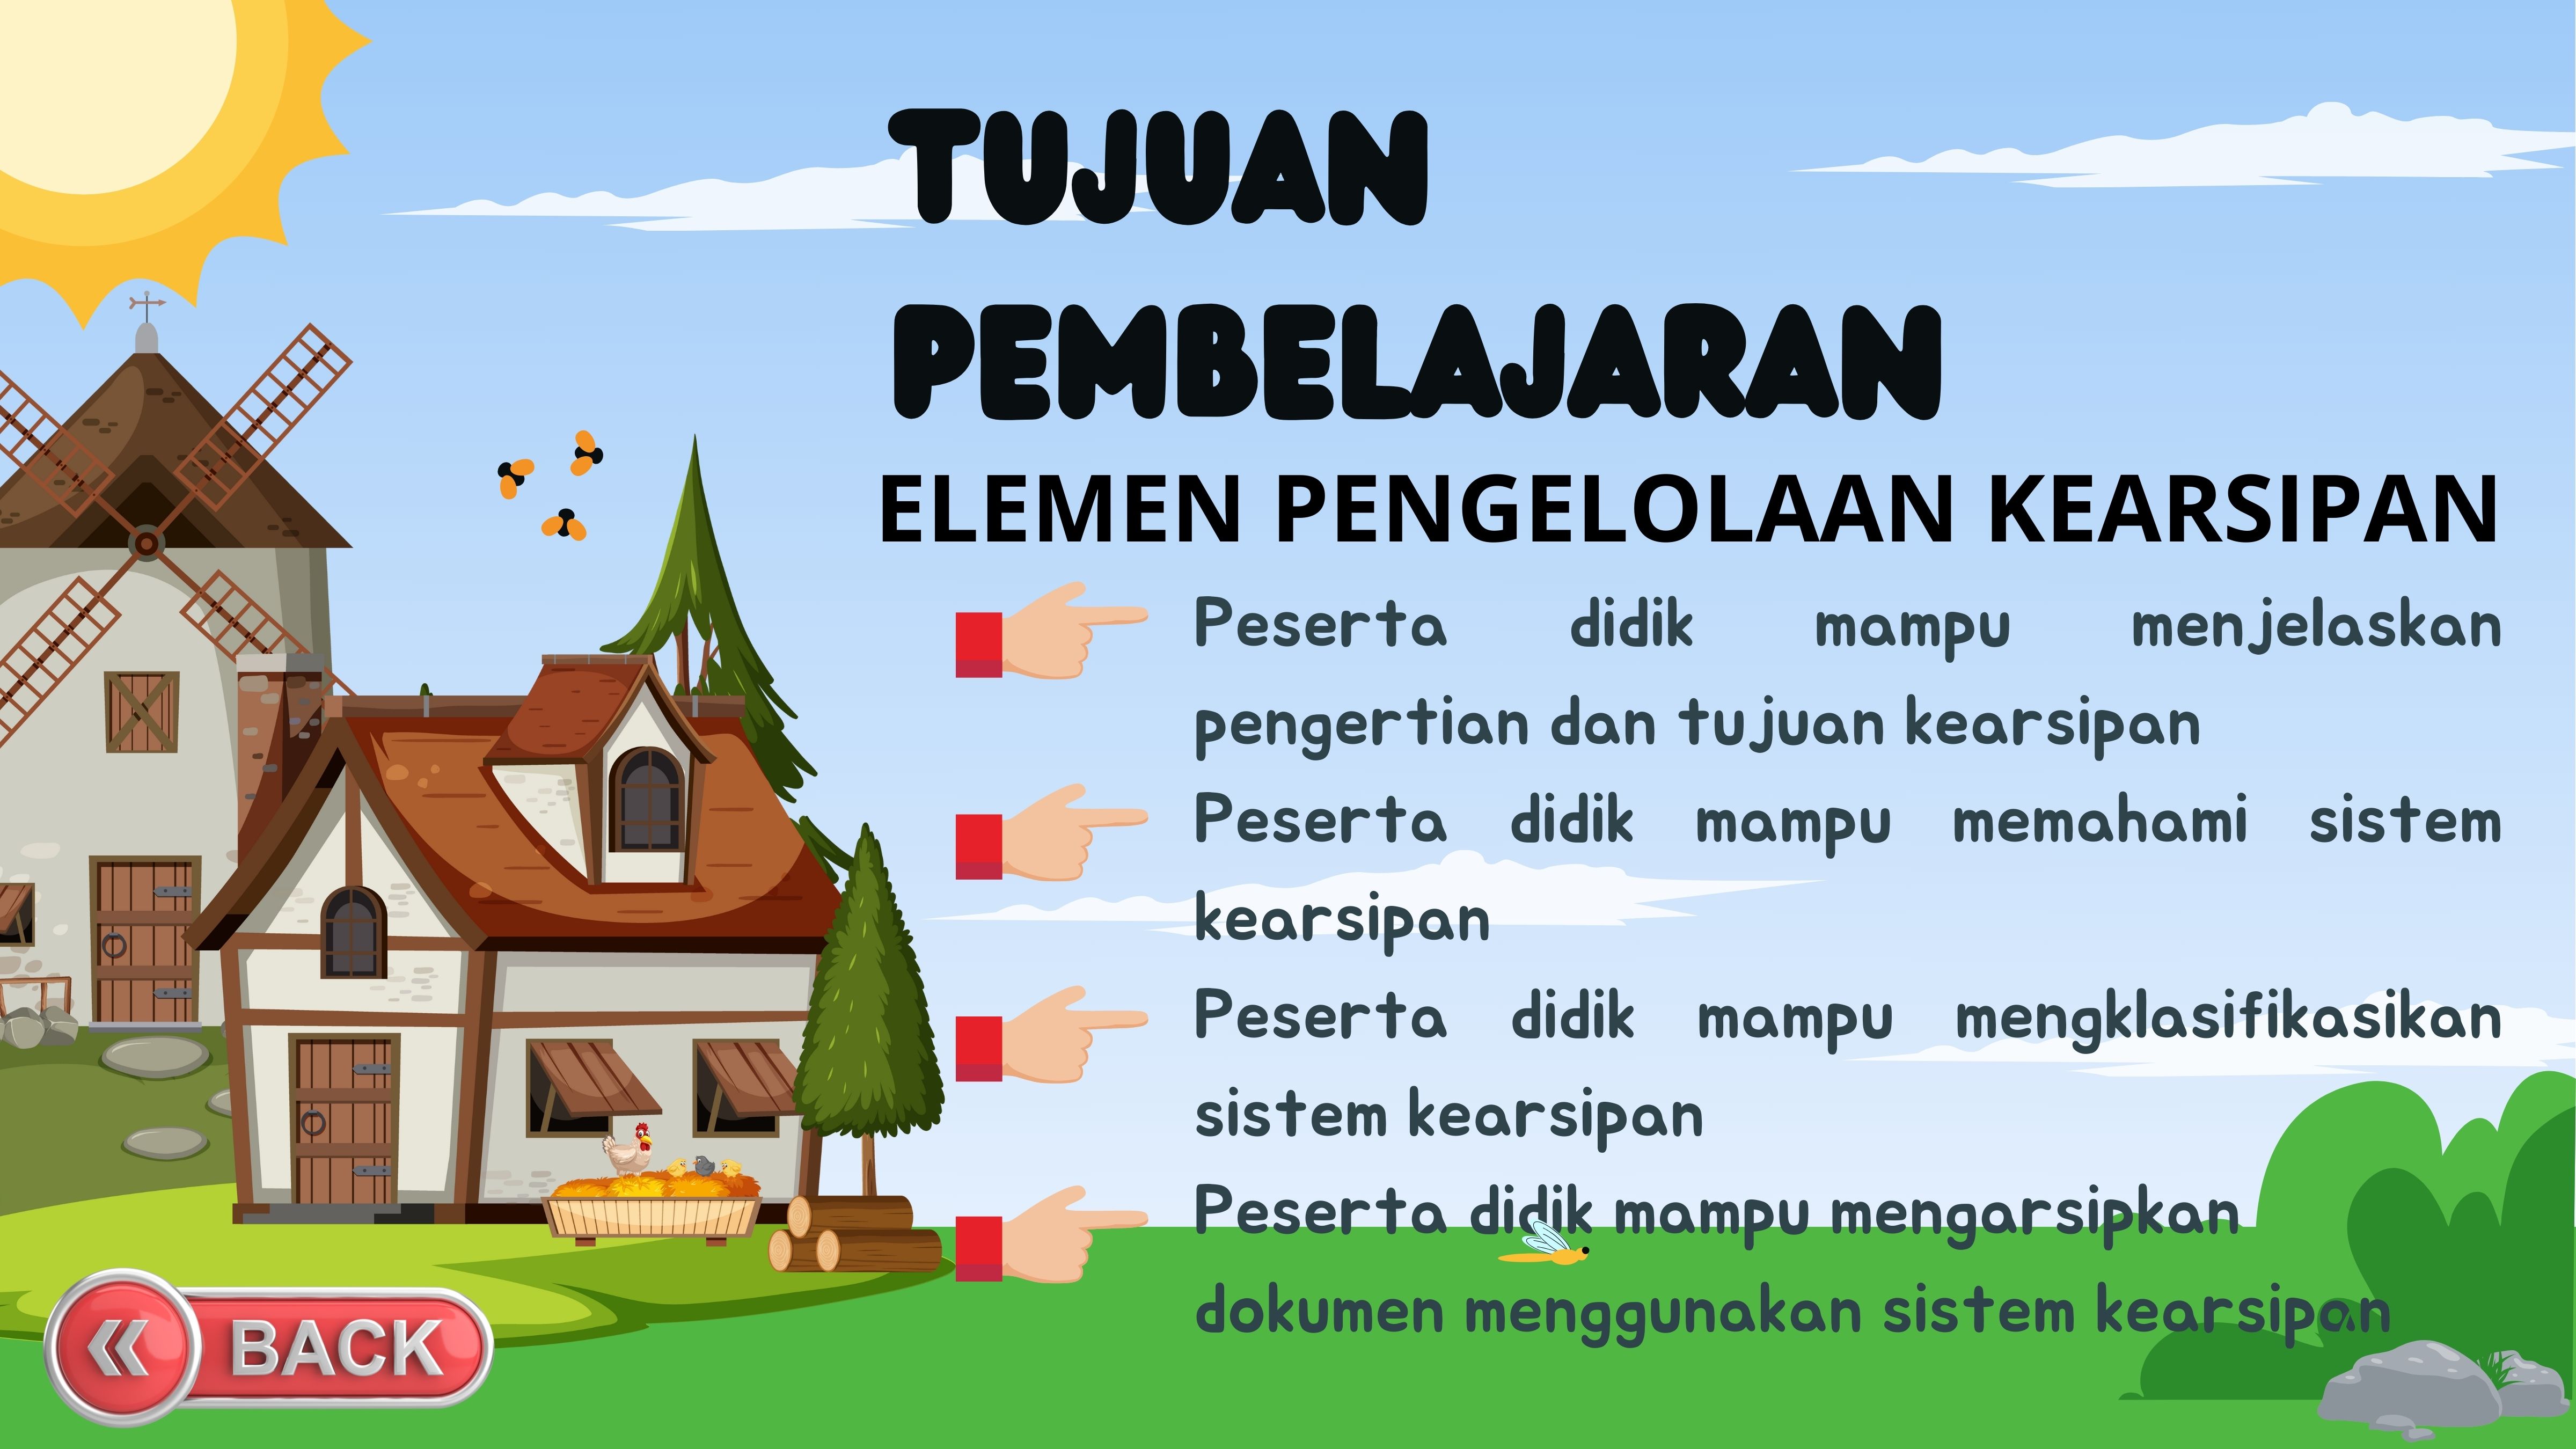 TUJUAN
PEMBELAJARAN
ELEMEN PENGELOLAAN KEARSIPAN
Peserta didik mampu menjelaskan
pengertian dan tujuan kearsipan
Peserta didik mampu memahami sistem
kearsipan
Peserta didik mampu mengklasifikasikan
sistem kearsipan
Peserta didik mampu mengarsipkan
dokumen menggunakan sistem kearsipan
BACK